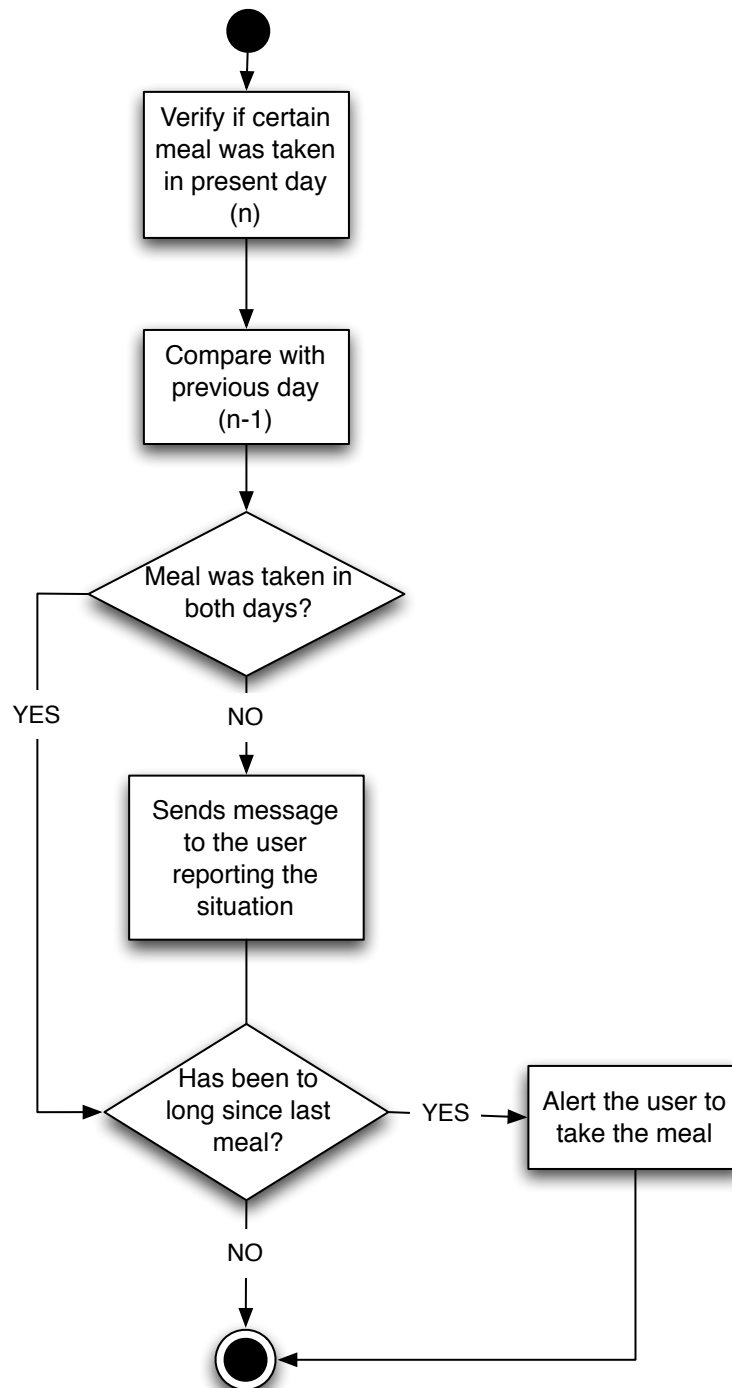 Verify if certain
meal was taken
in present day
(n)
Compare with
previous day
(n-1)
Meal was taken in
both days?
YES
NO
Sends message
to the user
reporting the
situation
Has been to
long since last
meal?
YES
Alert the user to
take the meal
NO